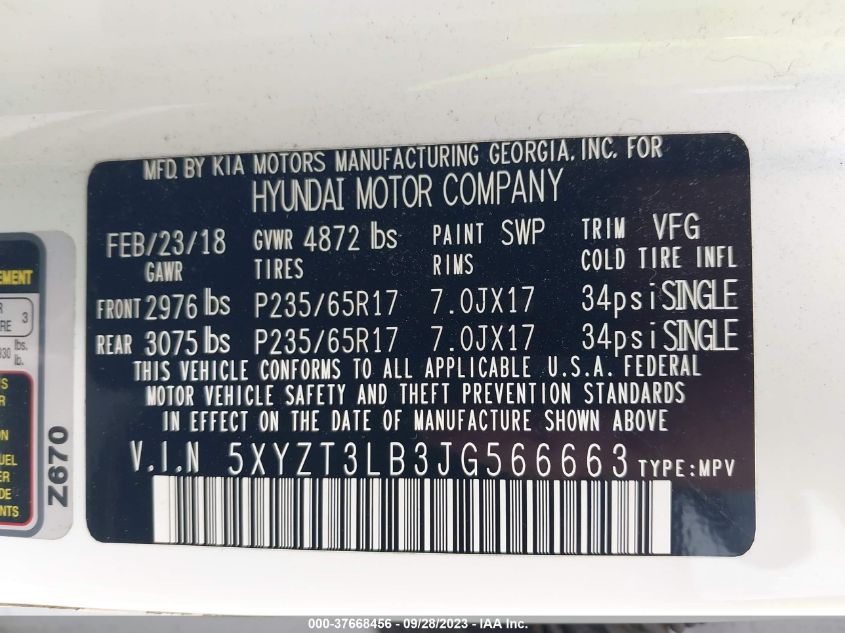 MFD. BY KIA MOTORS MANUFACTURING GEORGIA. INC. FOR
HYUNDAI MOTOR COMPANY
FEB/23/18 GVWR 4872 lbs PAINT SWP TRIM VFG
GAWR TIRES RIMS COLD TIRE INFL
FRONT 2976 lbs P235/65R17 7.0JX17 34psi SINGLE
REAR 3075 lbs P235/65R17 7.0JX17 34psi SINGLE
THIS VEHICLE CONFORMS TO ALL APPLICABLE U.S.A. FEDERAL
MOTOR VEHICLE SAFETY AND THEFT PREVENTION STANDARDS
IN EFFECT ON THE DATE OF MANUFACTURE SHOWN ABOVE
V.I.N 5XYZT3LB3JG566663 TYPE:MPV
Z670
3
lbs.
lb.
000-37668456 - 09/28/2023 - IAA Inc.